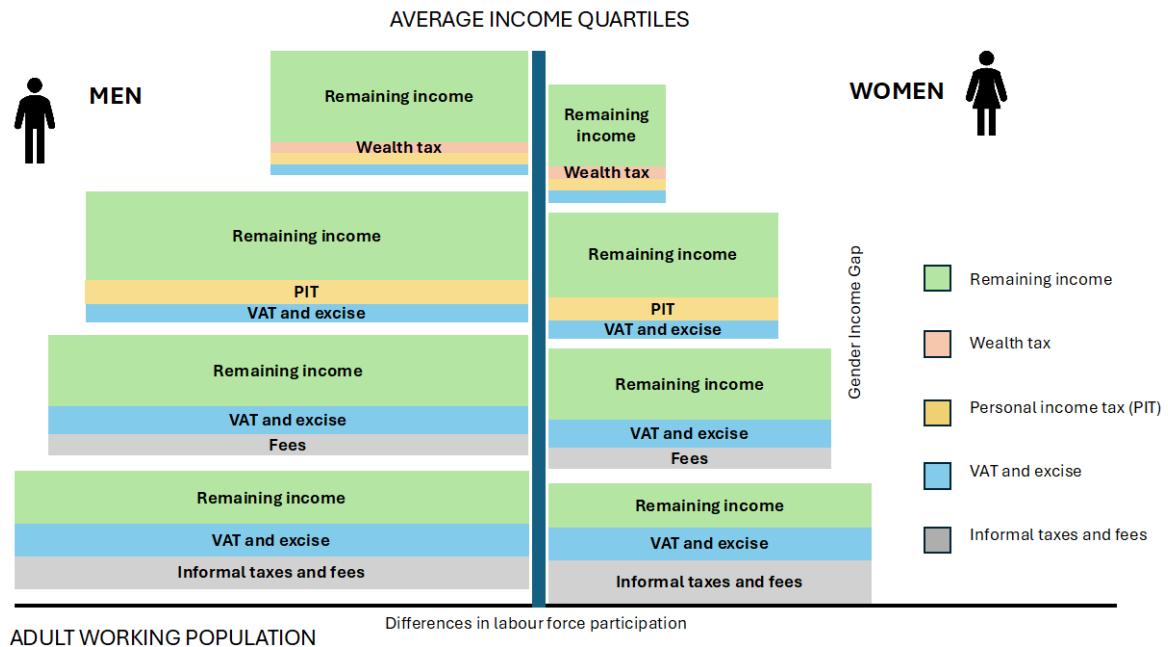 AVERAGE INCOME QUARTILES
MEN
WOMEN
Remaining income
Wealth tax
Remaining
income
Wealth tax
Remaining income
PIT
VAT and excise
Remaining income
PIT
VAT and excise
Remaining income
VAT and excise
Fees
Remaining income
VAT and excise
Fees
Remaining income
VAT and excise
Informal taxes and fees
Remaining income
VAT and excise
Informal taxes and fees
Gender Income Gap
Remaining income
Wealth tax
Personal income tax (PIT)
VAT and excise
Informal taxes and fees
Differences in labour force participation
ADULT WORKING POPULATION